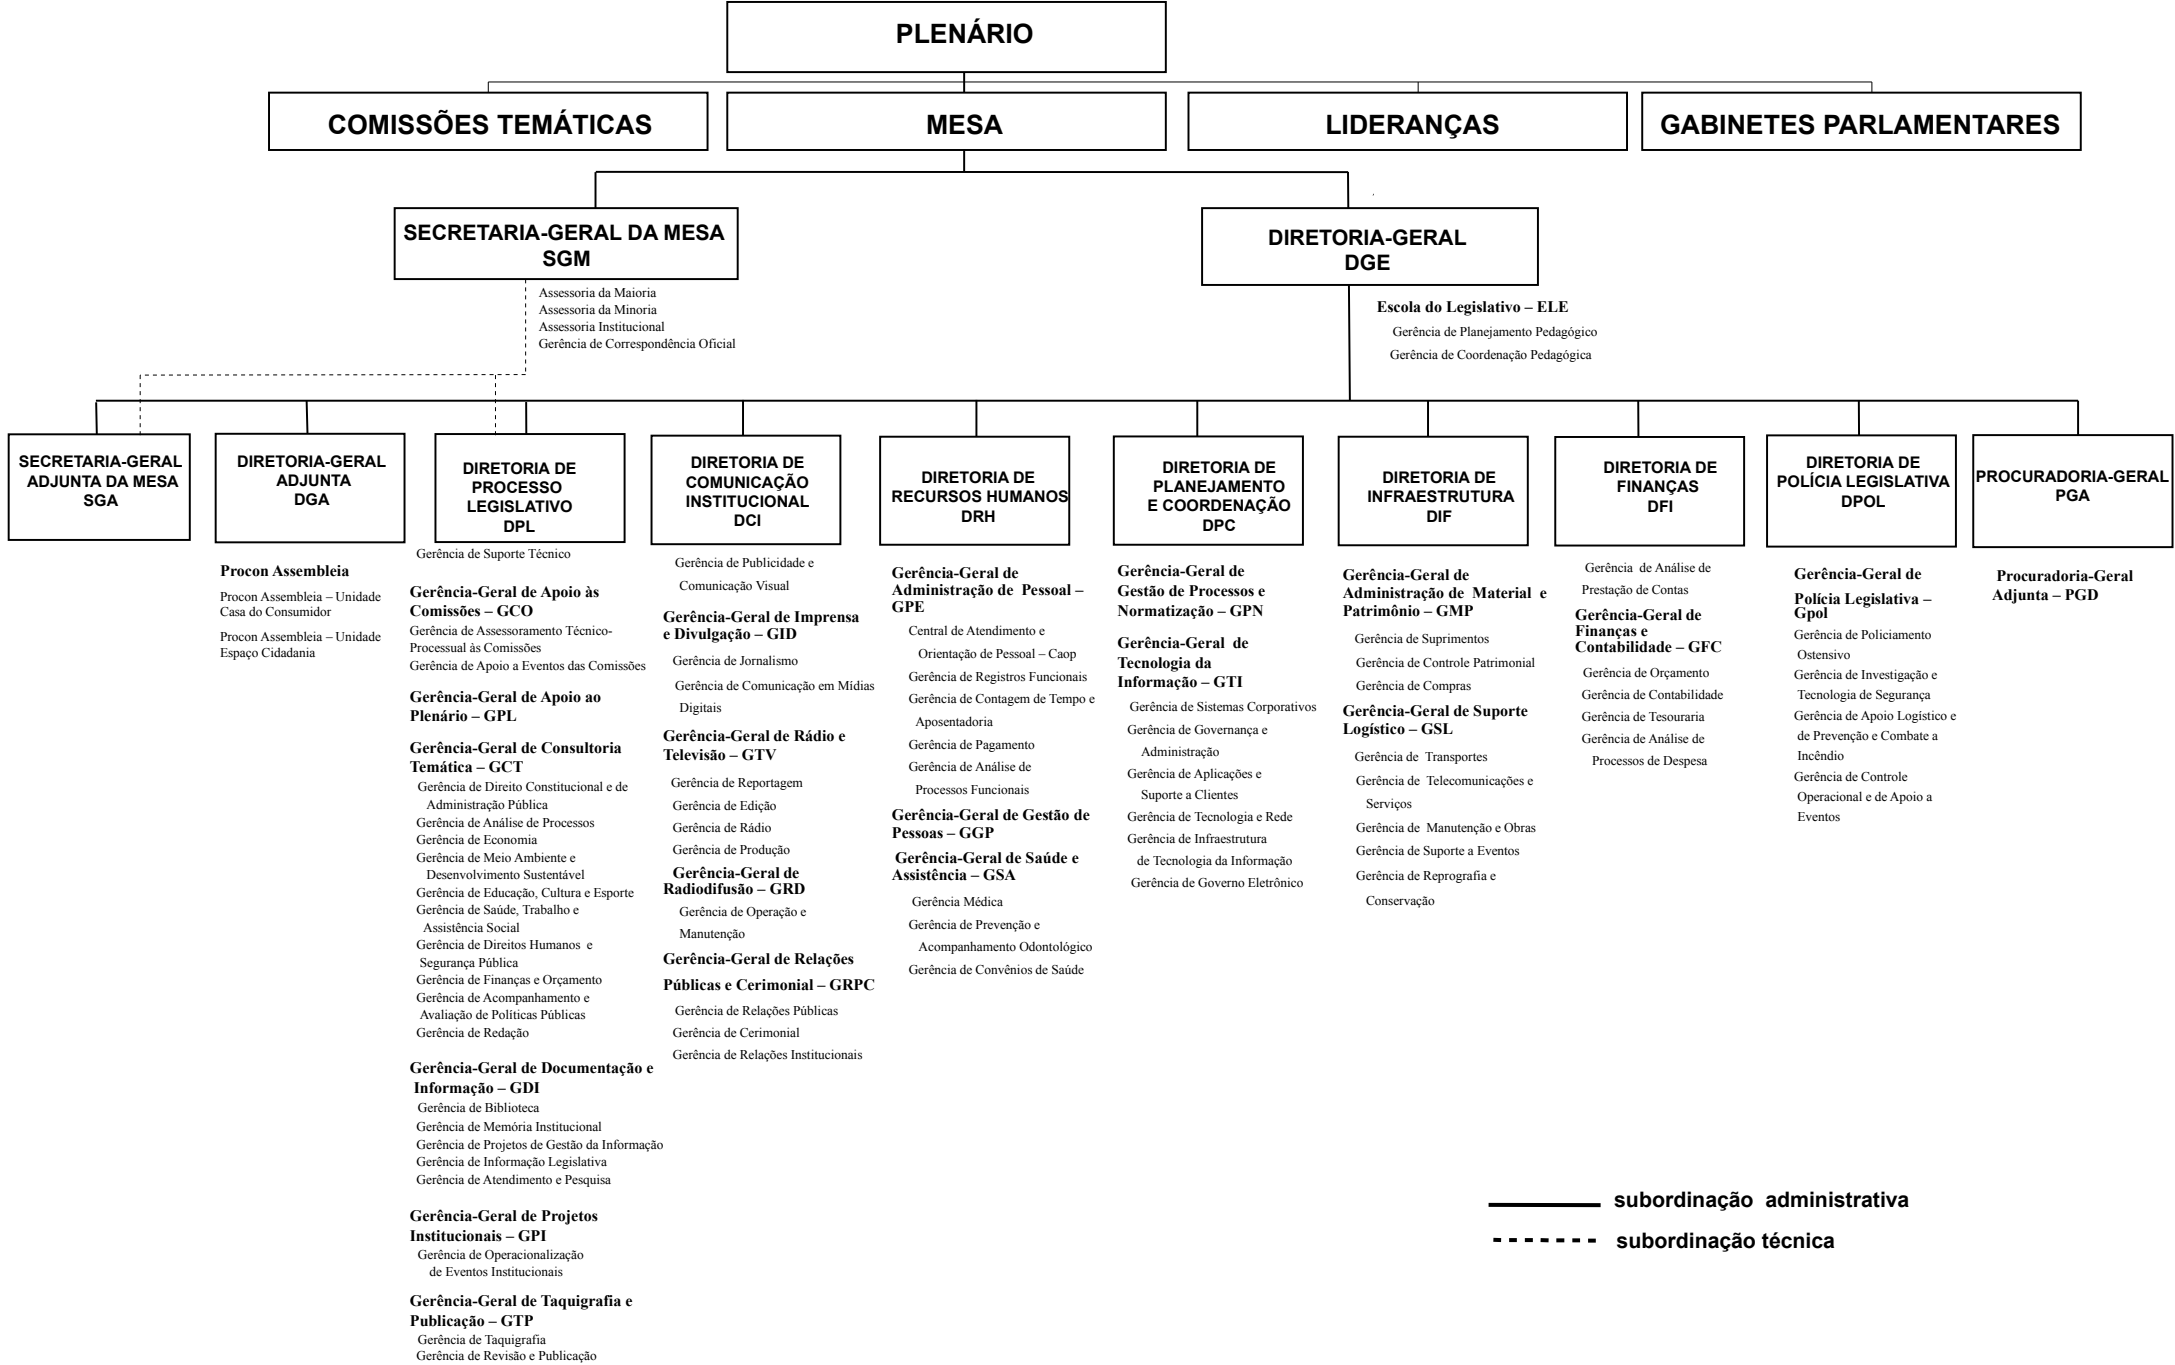 PLENÁRIO
COMISSÕES TEMÁTICAS
MESA
LIDERANÇAS
GABINETES PARLAMENTARES
SECRETARIA-GERAL DA MESA
SGM
DIRETORIA-GERAL
DGE
Assessoria da Maioria
Assessoria da Minoria
Assessoria Institucional
Gerência de Correspondência Oficial
Escola do Legislativo – ELE
Gerência de Planejamento Pedagógico
Gerência de Coordenação Pedagógica
SECRETARIA-GERAL
ADJUNTA DA MESA
SGA
DIRETORIA-GERAL
ADJUNTA
DGA
Procon Assembleia
Procon Assembleia – Unidade
Casa do Consumidor
Procon Assembleia – Unidade
Espaço Cidadania
DIRETORIA DE
PROCESSO
LEGISLATIVO
DPL
Gerência de Suporte Técnico
Gerência-Geral de Apoio às
Comissões – GCO
Gerência de Assessoramento Técnico-
Processual às Comissões
Gerência de Apoio a Eventos das Comissões
Gerência-Geral de Apoio ao
Plenário – GPL
Gerência-Geral de Consultoria
Temática – GCT
Gerência de Direito Constitucional e de
Administração Pública
Gerência de Análise de Processos
Gerência de Economia
Gerência de Meio Ambiente e
Desenvolvimento Sustentável
Gerência de Educação, Cultura e Esporte
Gerência de Saúde, Trabalho e
Assistência Social
Gerência de Direitos Humanos e
Segurança Pública
Gerência de Finanças e Orçamento
Gerência de Acompanhamento e
Avaliação de Políticas Públicas
Gerência de Redação
Gerência-Geral de Documentação e
Informação – GDI
Gerência de Biblioteca
Gerência de Memória Institucional
Gerência de Projetos de Gestão da Informação
Gerência de Informação Legislativa
Gerência de Atendimento e Pesquisa
Gerência-Geral de Projetos
Institucionais – GPI
Gerência de Operacionalização
de Eventos Institucionais
Gerência-Geral de Taquigrafia e
Publicação – GTP
Gerência de Taquigrafia
Gerência de Revisão e Publicação
DIRETORIA DE
COMUNICAÇÃO
INSTITUCIONAL
DCI
Gerência de Publicidade e
Comunicação Visual
Gerência-Geral de Imprensa
e Divulgação – GID
Gerência de Jornalismo
Gerência de Comunicação em Mídias
Digitais
Gerência-Geral de Rádio e
Televisão – GTV
Gerência de Reportagem
Gerência de Edição
Gerência de Rádio
Gerência de Produção
Gerência-Geral de
Radiodifusão – GRD
Gerência de Operação e
Manutenção
Gerência-Geral de Relações
Públicas e Cerimonial – GRPC
Gerência de Relações Públicas
Gerência de Cerimonial
Gerência de Relações Institucionais
DIRETORIA DE
RECURSOS HUMANOS
DRH
Gerência-Geral de
Administração de Pessoal –
GPE
Central de Atendimento e
Orientação de Pessoal – Caop
Gerência de Registros Funcionais
Gerência de Contagem de Tempo e
Aposentadoria
Gerência de Pagamento
Gerência de Análise de
Processos Funcionais
Gerência-Geral de Gestão de
Pessoas – GGP
Gerência-Geral de Saúde e
Assistência – GSA
Gerência Médica
Gerência de Prevenção e
Acompanhamento Odontológico
Gerência de Convênios de Saúde
DIRETORIA DE
PLANEJAMENTO
E COORDENAÇÃO
DPC
Gerência-Geral de
Gestão de Processos e
Normatização – GPN
Gerência-Geral de
Tecnologia da
Informação – GTI
Gerência de Sistemas Corporativos
Gerência de Governança e
Administração
Gerência de Aplicações e
Suporte a Clientes
Gerência de Tecnologia e Rede
Gerência de Infraestrutura
de Tecnologia da Informação
Gerência de Governo Eletrônico
DIRETORIA DE
INFRAESTRUTURA
DIF
Gerência-Geral de
Administração de Material e
Patrimônio – GMP
Gerência de Suprimentos
Gerência de Controle Patrimonial
Gerência de Compras
Gerência-Geral de Suporte
Logístico – GSL
Gerência de Transportes
Gerência de Telecomunicações e
Serviços
Gerência de Manutenção e Obras
Gerência de Suporte a Eventos
Gerência de Reprografia e
Conservação
DIRETORIA DE
FINANÇAS
DFI
Gerência de Análise de
Prestação de Contas
Gerência-Geral de
Finanças e
Contabilidade – GFC
Gerência de Orçamento
Gerência de Contabilidade
Gerência de Tesouraria
Gerência de Análise de
Processos de Despesa
DIRETORIA DE
POLÍCIA LEGISLATIVA
DPOL
Gerência-Geral de
Polícia Legislativa –
Gpol
Gerência de Policiamento
Ostensivo
Gerência de Investigação e
Tecnologia de Segurança
Gerência de Apoio Logístico e
de Prevenção e Combate a
Incêndio
Gerência de Controle
Operacional e de Apoio a
Eventos
PROCURADORIA-GERAL
PGA
Procuradoria-Geral
Adjunta – PGD
subordinação administrativa
subordinação técnica